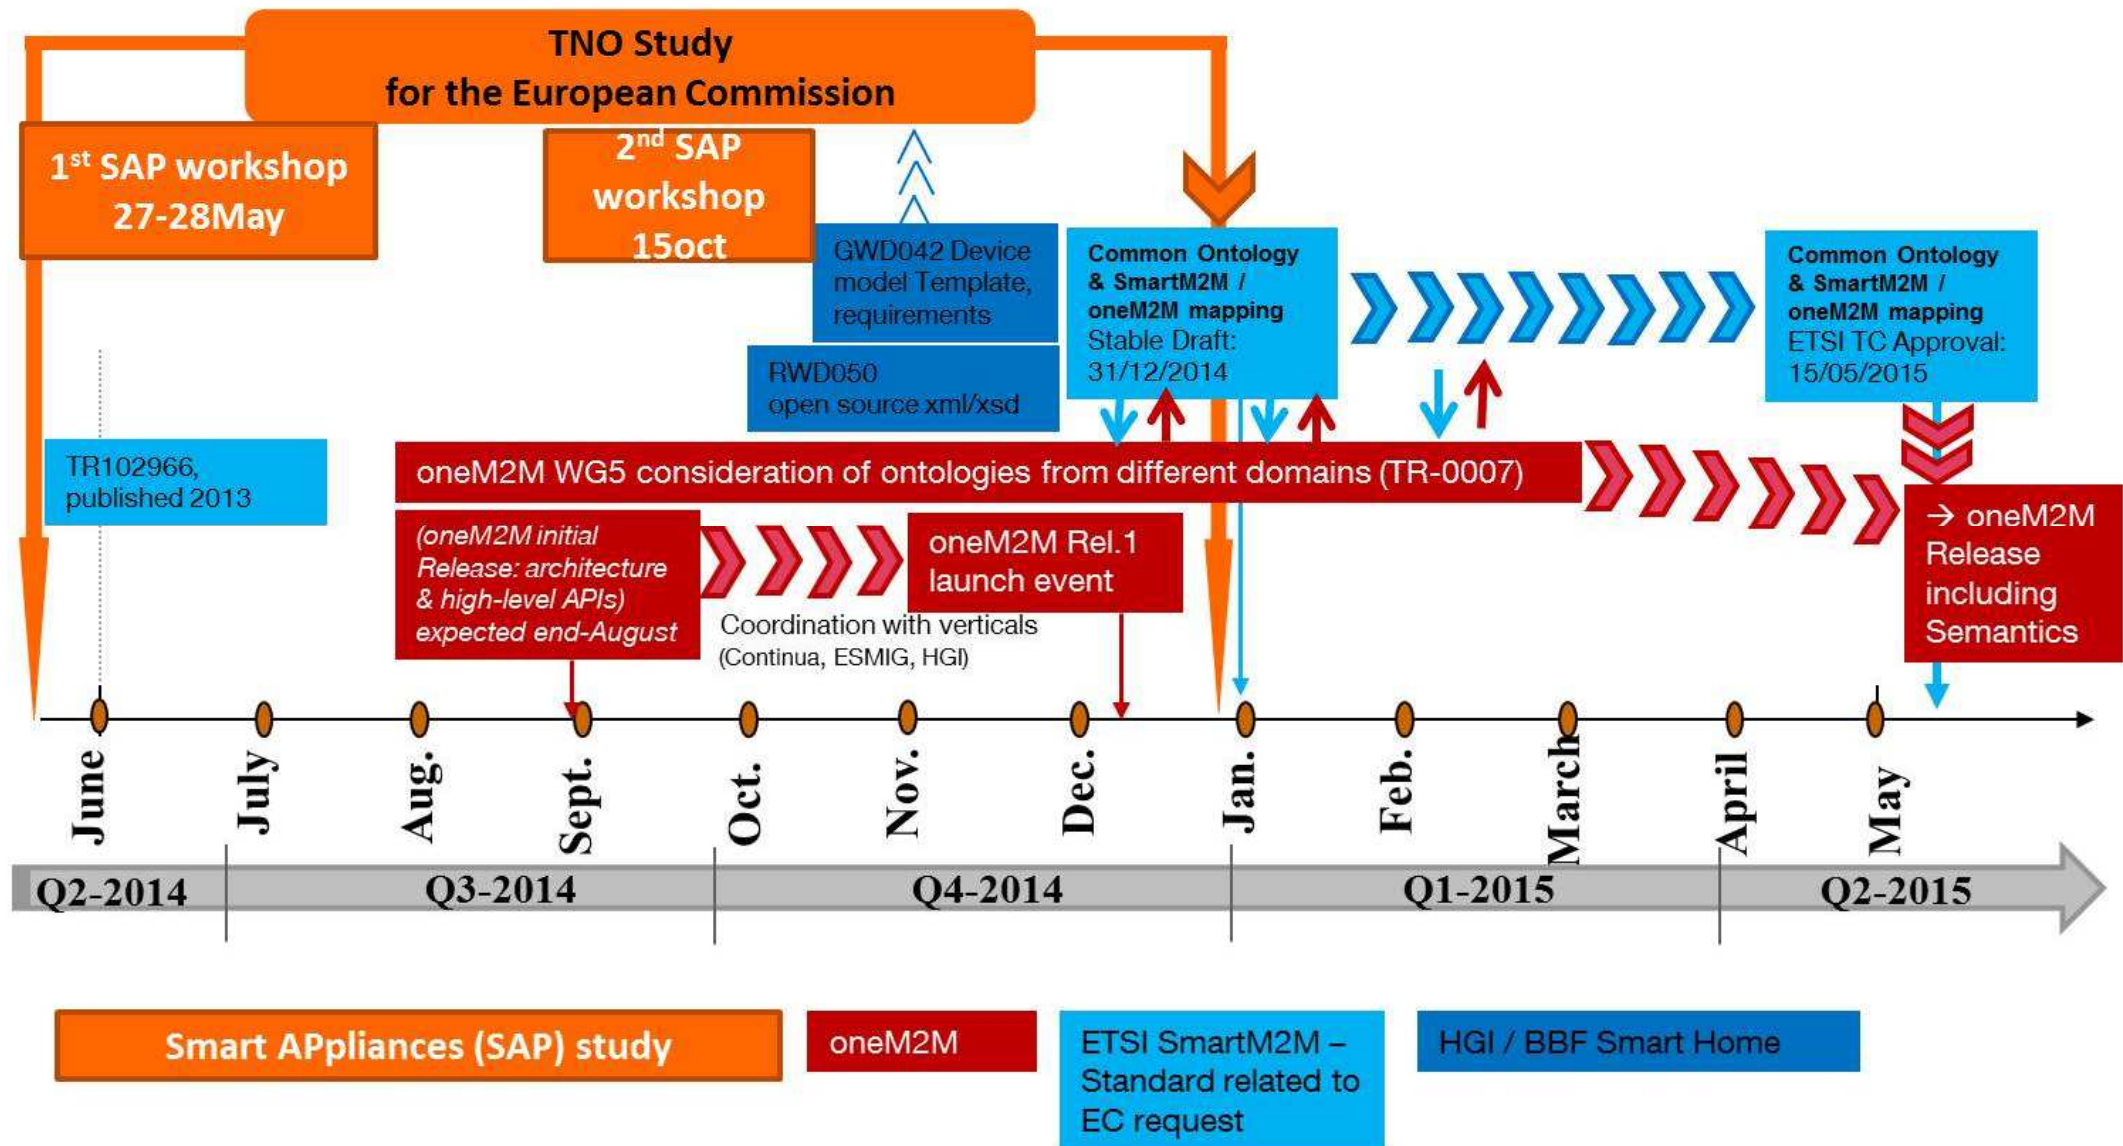 TNO Study
for the European Commission
1st SAP workshop
27-28May
2nd SAP
workshop
15oct
GWD042 Device
model Template,
requirements
RWD050
open source xml/xsd
Common Ontology
& SmartM2M /
oneM2M mapping
Stable Draft:
31/12/2014
Common Ontology
& SmartM2M /
oneM2M mapping
ETSI TC Approval:
15/05/2015
TR102966,
published 2013
oneM2M WG5 consideration of ontologies from different domains (TR-0007)
(oneM2M initial
Release: architecture
& high-level APIs)
expected end-August
oneM2M Rel.1
launch event
Coordination with verticals
(Continua, ESMIG, HGI)
→ oneM2M
Release
including
Semantics
June
July
Aug.
Sept.
Oct.
Nov.
Dec.
Jan.
Feb.
March
April
May
Q2-2014
Q3-2014
Q4-2014
Q1-2015
Q2-2015
Smart APpliances (SAP) study
oneM2M
ETSI SmartM2M –
Standard related to
EC request
HGI / BBF Smart Home